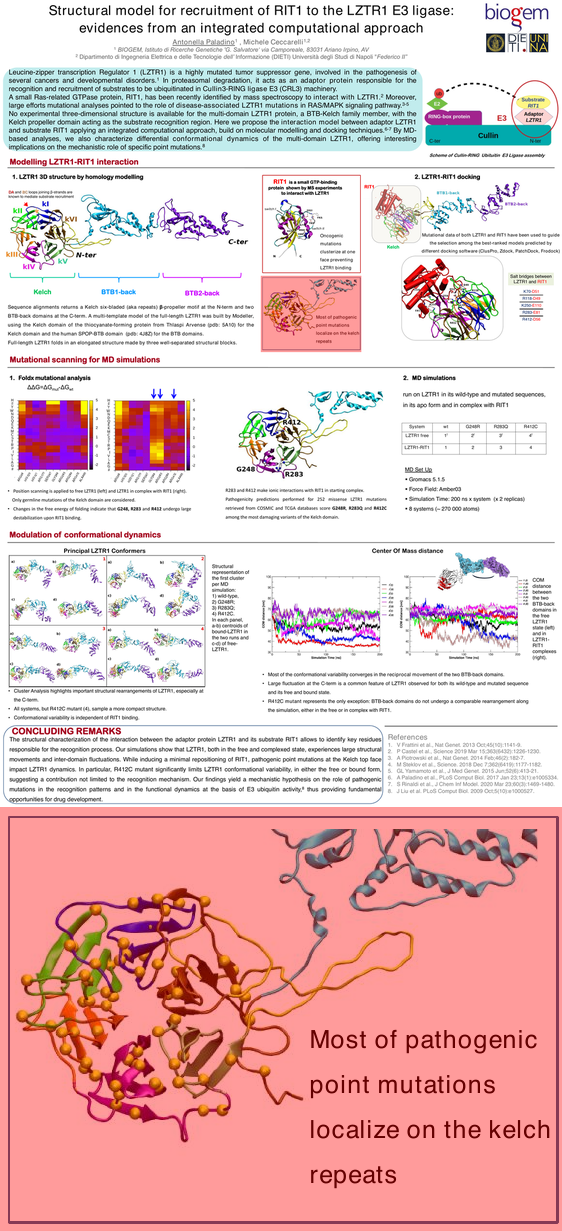 Structural model for recruitment of RIT1 to the LZTR1 E3 ligase:
evidences from an integrated computational approach
Antonella Paladino¹ , Michele Ceccarelli¹,²
¹ BIOGEM, Istituto di Ricerche Genetiche 'G. Salvatore' via Camporeale, 83031 Ariano Irpino, AV
² Dipartimento di Ingegneria Elettrica e delle Tecnologie dell' Informazione (DIETI) Università degli Studi di Napoli "Federico II"
biogem
Leucine-zipper transcription Regulator 1 (LZTR1) is a highly mutated tumor suppressor gene, involved in the pathogenesis of
several cancers and developmental disorders.¹ In proteasomal degradation, it acts as an adaptor protein responsible for the
recognition and recruitment of substrates to be ubiquitinated in Cullin3-RING ligase E3 (CRL3) machinery.
A small Ras-related GTPase protein, RIT1, has been recently identified by mass spectroscopy to interact with LZTR1.² Moreover,
large efforts mutational analyses pointed to the role of disease-associated LZTR1 mutations in RAS/MAPK signaling pathway.³⁻⁵
No experimental three-dimensional structure is available for the multi-domain LZTR1 protein, a BTB-Kelch family member, with
the Kelch propeller domain acting as the substrate recognition region. Here we propose the interaction model between adaptor LZTR1
and substrate RIT1 applying an integrated computational approach, build on molecular modelling and docking techniques.⁶⁻⁷ By MD-
based analyses, we also characterize differential conformational dynamics of the multi-domain LZTR1, offering interesting
implications on the mechanistic role of specific point mutations.⁸
Ub
E2
RING-box protein
E3
Substrate
RIT1
Adaptor
LZTR1
Cullin
C-ter
N-ter
Scheme of Cullin-RING Ubitutin E3 Ligase assembly
Modelling LZTR1-RIT1 interaction
1. LZTR1 3D structure by homology modelling
kI
kII
kVI
kIII
kIV
kV
N-ter
C-ter
Kelch
BTB1-back
BTB2-back
Sequence alignments returns a Kelch six-bladed (aka repeats) β-propeller motif at the N-term and two
BTB-back domains at the C-term. A multi-template model of the full-length LZTR1 was built by Modeller,
using the Kelch domain of the thiocyanate-forming protein from Thlaspi Arvense (pdb: 5A10) for the
Kelch domain and the human SPOP-BTB-domain (pdb: 4J8Z) for the BTB domains.
Full-length LZTR1 folds in an elongated structure made by three well-separated structural blocks.
RIT1 is a small GTP-binding
protein shown by MS experiments
to interact with LZTR1
Oncogenic
mutations
clusterize at one
face preventing
LZTR1 binding
Most of pathogenic
point mutations
localize on the kelch
repeats
2. LZTR1-RIT1 docking
RIT1
BTB1-back
BTB2-back
Kelch
Mutational data of both LZTR1 and RIT1 have been used to guide
the selection among the best-ranked models predicted by
different docking software (ClusPro, Zdock, PatchDock, Frodock)
Salt bridges between
LZTR1 and RIT1
Mutational scanning for MD simulations
1. Foldx mutational analysis
ΔΔG=ΔGmut-ΔGwt
• Position scanning is applied to free LZTR1 (left) and LZTR1 in complex with RIT1 (right).
Only germline mutations of the Kelch domain are considered.
• Changes in the free energy of folding indicate that G248, R283 and R412 undergo large
destabilization upon RIT1 binding.
R412
G248
R283
R283 and R412 make ionic interactions with RIT1 in starting complex.
Pathogenicity predictions performed for 252 missense LZTR1 mutations
retrieved from COSMIC and TCGA databases score G248R, R283Q and R412C
among the most damaging variants of the Kelch domain.
2. MD simulations
run on LZTR1 in its wild-type and mutated sequences,
in its apo form and in complex with RIT1
System wt G248R R283Q R412C
LZTR1 free 1' 2' 3' 4'
LZTR1-RIT1 1 2 3 4
MD Set Up
• Gromacs 5.1.5
• Force Field: Amber03
• Simulation Time: 200 ns x system (x 2 replicas)
• 8 systems (~ 270 000 atoms)
Modulation of conformational dynamics
Principal LZTR1 Conformers
Structural
representation of
the first cluster
per MD
simulation:
1) wild-type,
2) G248R;
3) R283Q;
4) R412C.
In each panel,
a-b) centroids of
bound-LZTR1 in
the two runs and
c-d) of free-
LZTR1.
• Cluster Analysis highlights important structural rearrangements of LZTR1, especially at
the C-term.
• All systems, but R412C mutant (4), sample a more compact structure.
• Conformational variability is independent of RIT1 binding.
Center Of Mass distance
Simulation Time (ns)
Simulation Time (ns)
COM
distance
between
the two
BTB-back
domains in
the free
LZTR1
state (left)
and in
LZTR1-
RIT1
complexes
(right).
• Most of the conformational variability converges in the reciprocal movement of the two BTB-back domains.
• Large fluctuation at the C-term is a common feature of LZTR1 observed for both its wild-type and mutated sequence
and its free and bound state.
• R412C mutant represents the only exception: BTB-back domains do not undergo a comparable rearrangement along
the simulation, either in the free or in complex with RIT1.
CONCLUDING REMARKS
The structural characterization of the interaction between the adaptor protein LZTR1 and its substrate RIT1 allows to identify key residues
responsible for the recognition process. Our simulations show that LZTR1, both in the free and complexed state, experiences large structural
movements and inter-domain fluctuations. While inducing a minimal repositioning of RIT1, pathogenic point mutations at the Kelch top face
impact LZTR1 dynamics. In particular, R412C mutant significantly limits LZTR1 conformational variability, in either the free or bound form,
suggesting a contribution not limited to the recognition mechanism. Our findings yield a mechanistic hypothesis on the role of pathogenic
mutations in the recognition patterns and in the functional dynamics at the basis of E3 ubiquitin activity,⁸ thus providing fundamental
opportunities for drug development.
References
1. V Frattini et al., Nat Genet. 2013 Oct;45(10):1141-9.
2. P Castel et al., Science 2019 Mar 15;363(6432):1226-1230.
3. A Piotrowski et al., Nat Genet. 2014 Feb;46(2):182-7.
4. M Steklov et al., Science. 2018 Dec 7;362(6419):1177-1182.
5. GL Yamamoto et al., J Med Genet. 2015 Jun;52(6):413-21.
6. A Paladino et al., PLoS Comput Biol. 2017 Jan 23;13(1):e1005334.
7. S Rinaldi et al., J Chem Inf Model. 2020 Mar 23;60(3):1469-1480.
8. J Liu et al. PLoS Comput Biol. 2009 Oct;5(10):e1000527.
Most of pathogenic
point mutations
localize on the kelch
repeats